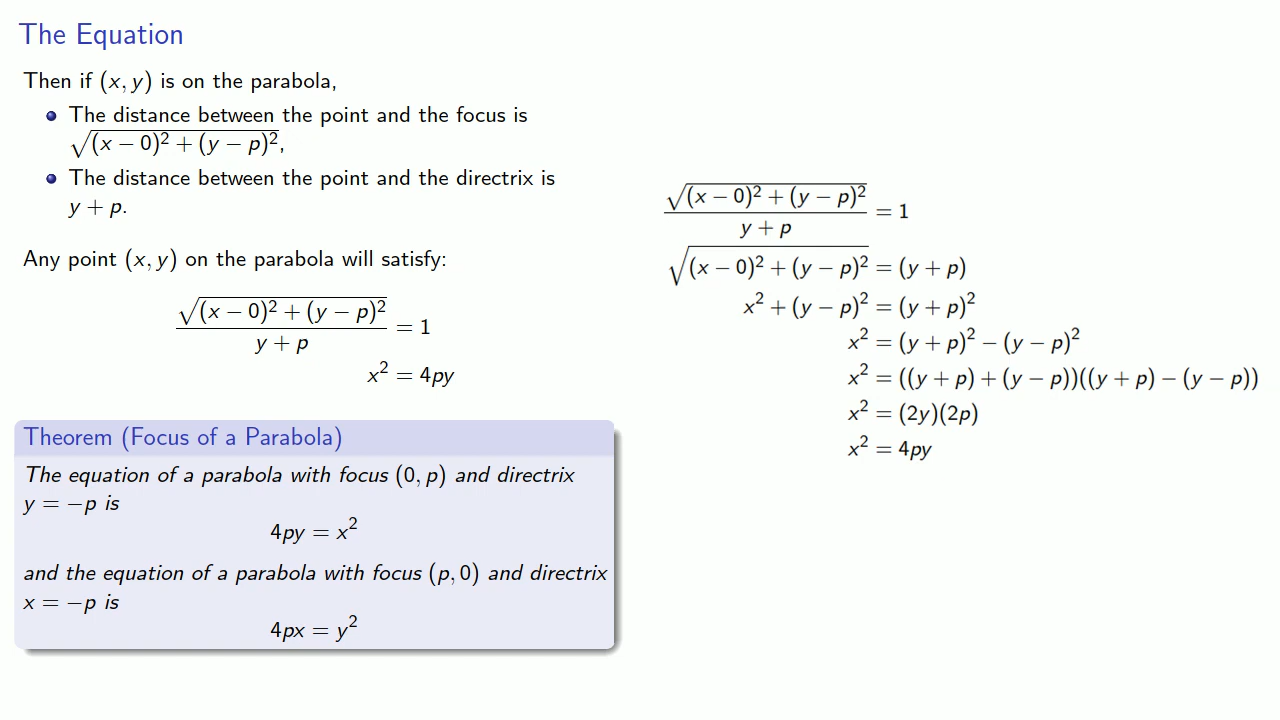 The Equation
Then if (x, y) is on the parabola,
The distance between the point and the focus is
√((x − 0)² + (y − p)²),
The distance between the point and the directrix is
y + p.
Any point (x, y) on the parabola will satisfy:
√((x − 0)² + (y − p)²) / (y + p) = 1
x² = 4py
Theorem (Focus of a Parabola)
The equation of a parabola with focus (0, p) and directrix
y = −p is
4py = x²
and the equation of a parabola with focus (p, 0) and directrix
x = −p is
4px = y²
√((x − 0)² + (y − p)²) / (y + p) = 1
√((x − 0)² + (y − p)²) = (y + p)
x² + (y − p)² = (y + p)²
x² = (y + p)² − (y − p)²
x² = ((y + p) + (y − p))((y + p) − (y − p))
x² = (2y)(2p)
x² = 4py